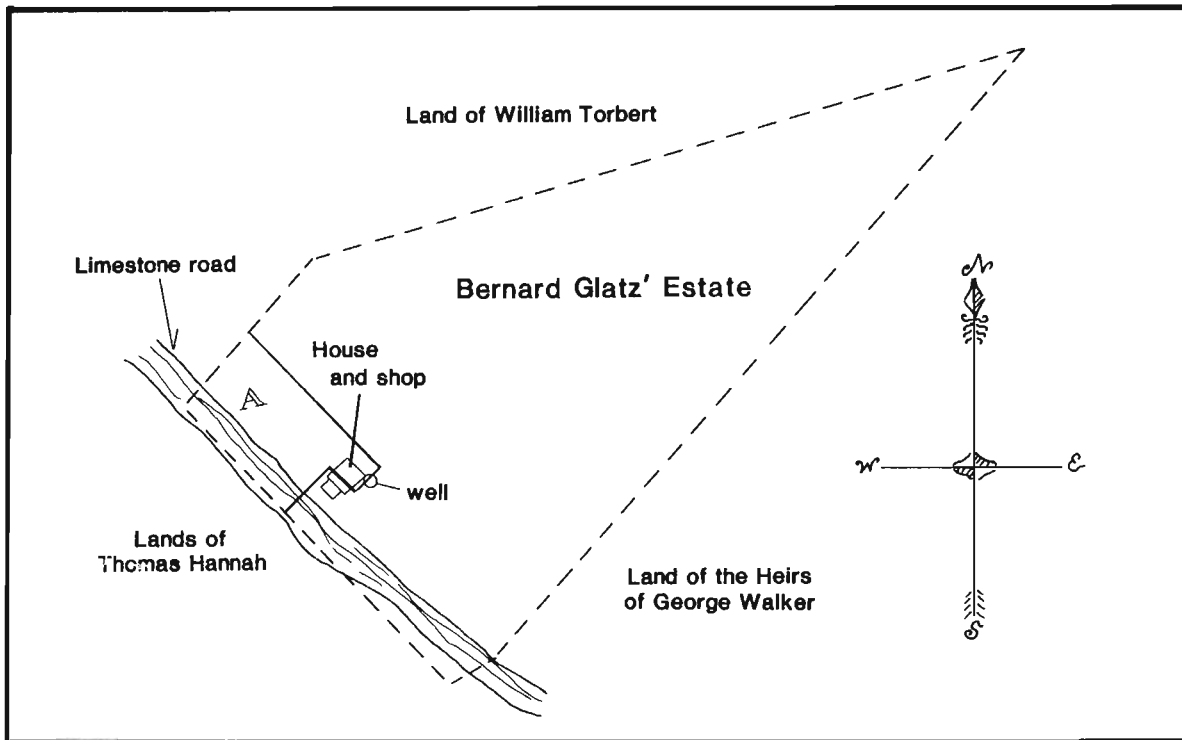 Land of William Torbert
Limestone road
Bernard Glatz' Estate
N
House
and shop
A
W
E
well
Lands of
Thomas Hannah
Land of the Heirs
of George Walker
S